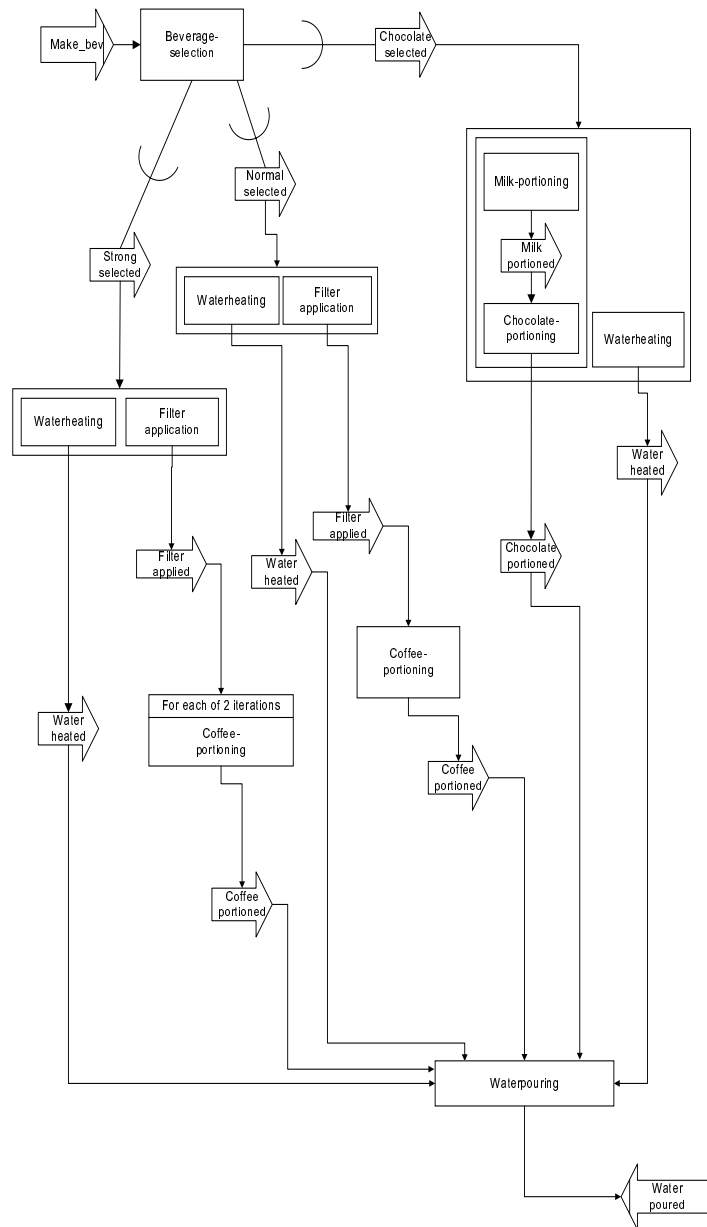 Make_bev
Beverage-
selection
Chocolate
selected
Normal
selected
Strong
selected
Milk-portioning
Milk
portioned
Chocolate-
portioning
Waterheating
Waterheating
Filter
application
Waterheating
Filter
application
Water
heated
Filter
applied
Chocolate
portioned
Filter
applied
Water
heated
Coffee-
portioning
For each of 2 iterations
Coffee-
portioning
Water
heated
Coffee
portioned
Coffee
portioned
Waterpouring
Water
poured